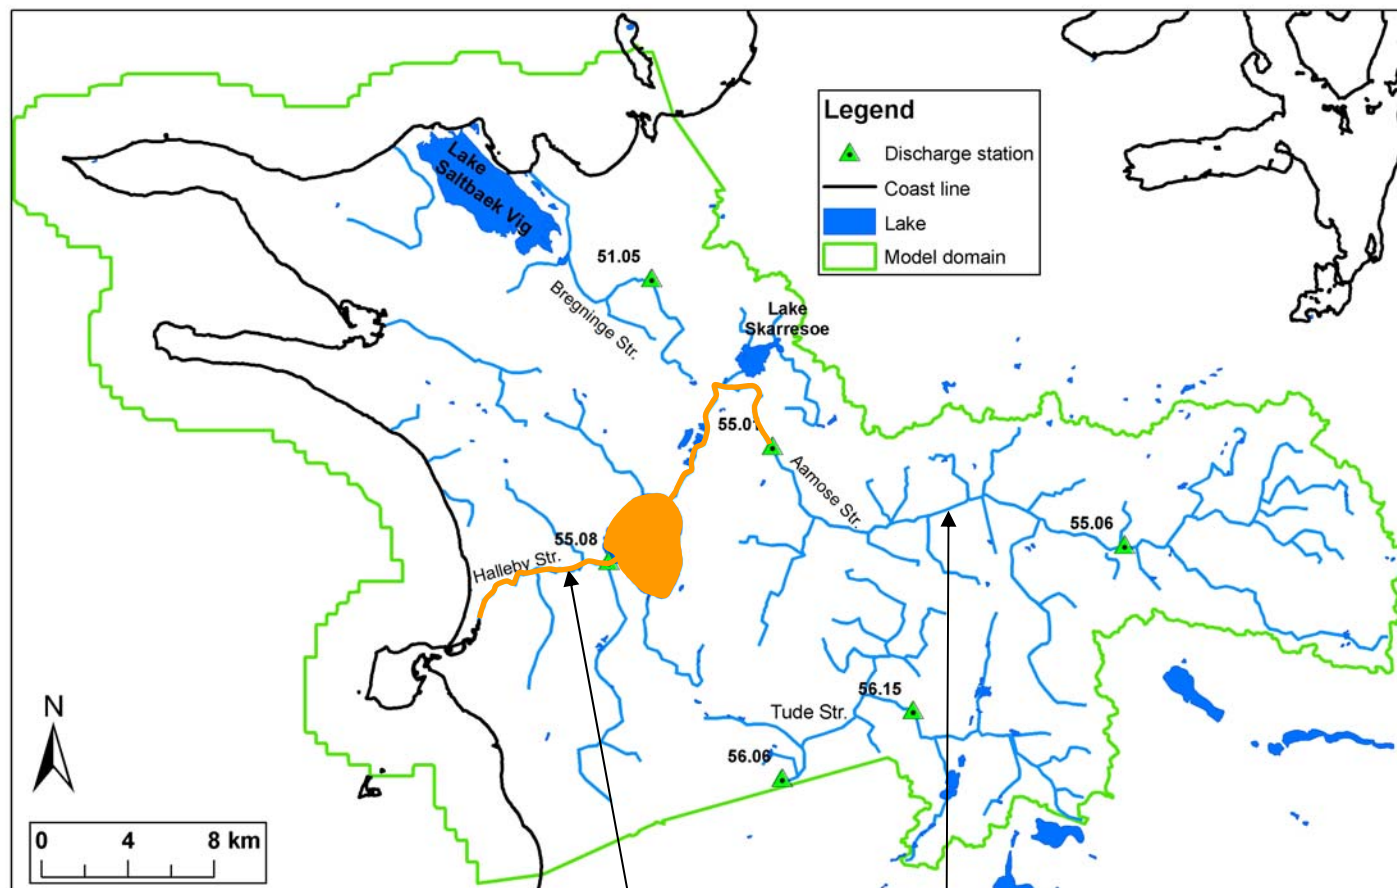 Legend
Discharge station
Coast line
Lake
Model domain
Lake
Saltbaek Vig
51.05
Bregninge Str.
Lake
Skarresoe
55.01
Aamose Str.
55.06
55.08
Halleby Str.
56.15
Tude Str.
56.06
N
0 4 8 km